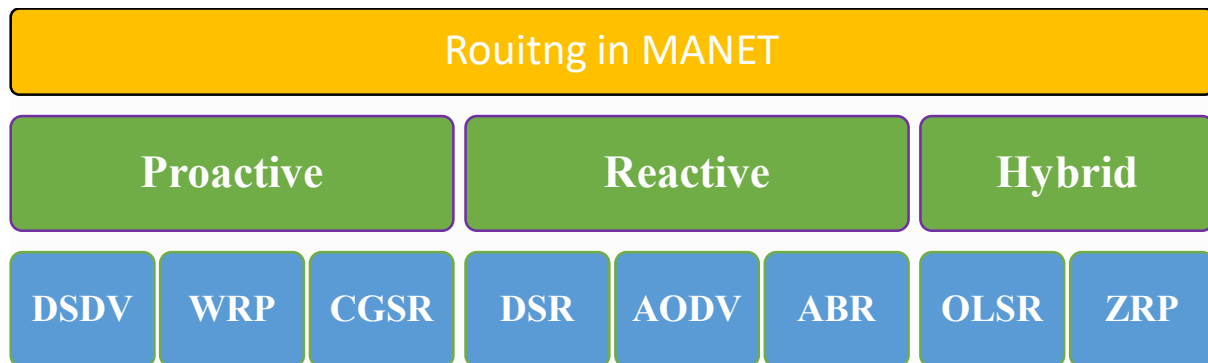 Rouitng in MANET
Proactive Reactive Hybrid
DSDV WRP CGSR DSR AODV ABR OLSR ZRP